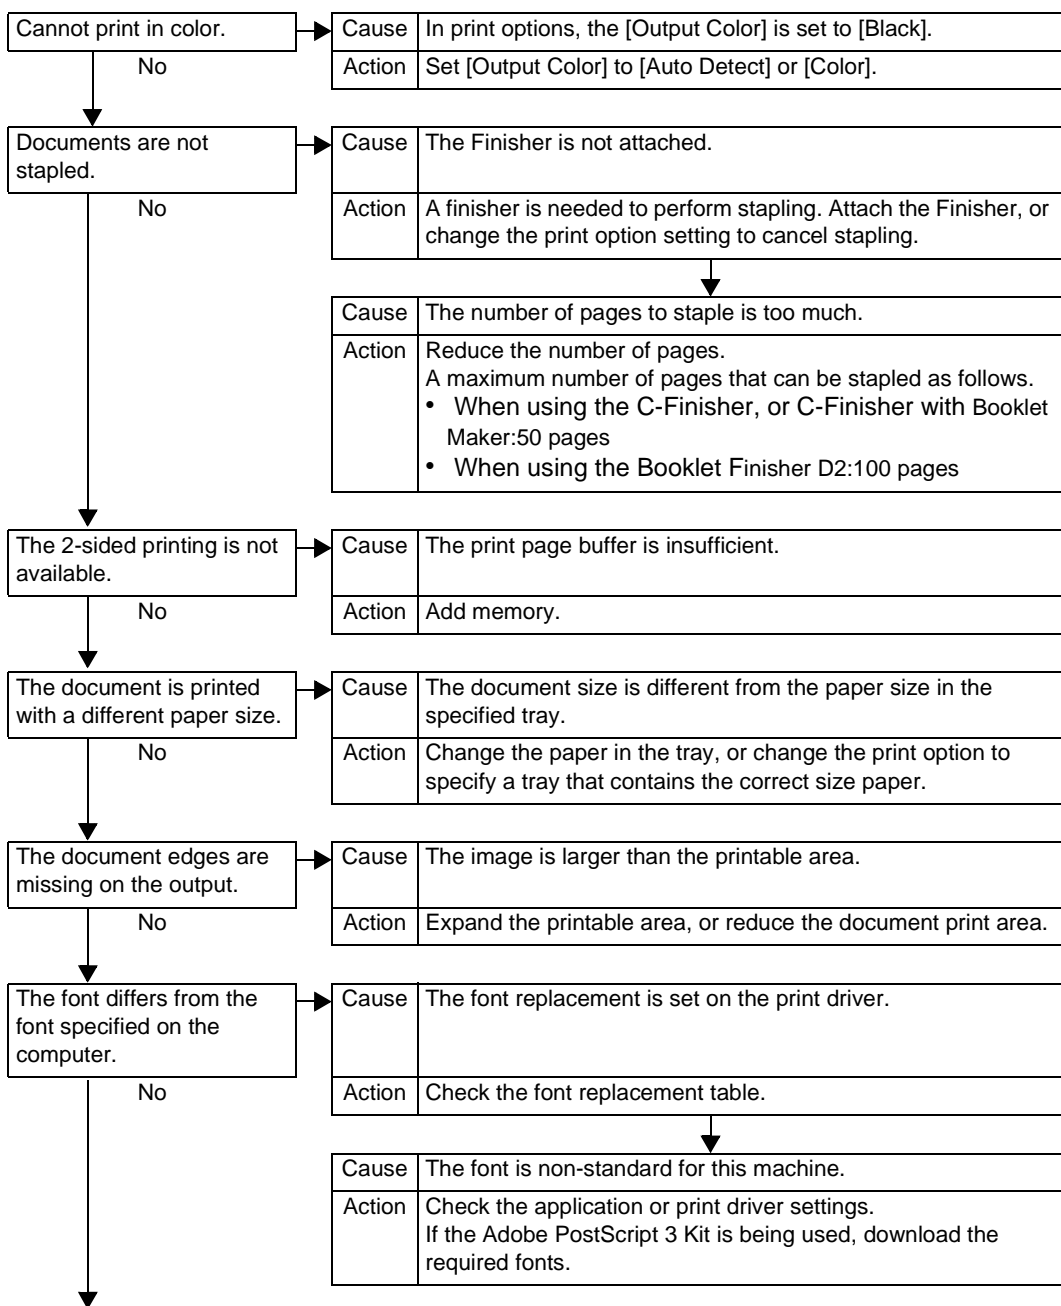 Cannot print in color.
Cause In print options, the [Output Color] is set to [Black].
No
Action Set [Output Color] to [Auto Detect] or [Color].
Documents are not
stapled.
Cause The Finisher is not attached.
No
Action A finisher is needed to perform stapling. Attach the Finisher, or
change the print option setting to cancel stapling.
Cause The number of pages to staple is too much.
Action Reduce the number of pages.
A maximum number of pages that can be stapled as follows.
• When using the C-Finisher, or C-Finisher with Booklet
Maker:50 pages
• When using the Booklet Finisher D2:100 pages
The 2-sided printing is not
available.
Cause The print page buffer is insufficient.
No
Action Add memory.
The document is printed
with a different paper size.
Cause The document size is different from the paper size in the
specified tray.
No
Action Change the paper in the tray, or change the print option to
specify a tray that contains the correct size paper.
The document edges are
missing on the output.
Cause The image is larger than the printable area.
No
Action Expand the printable area, or reduce the document print area.
The font differs from the
font specified on the
computer.
Cause The font replacement is set on the print driver.
No
Action Check the font replacement table.
Cause The font is non-standard for this machine.
Action Check the application or print driver settings.
If the Adobe PostScript 3 Kit is being used, download the
required fonts.